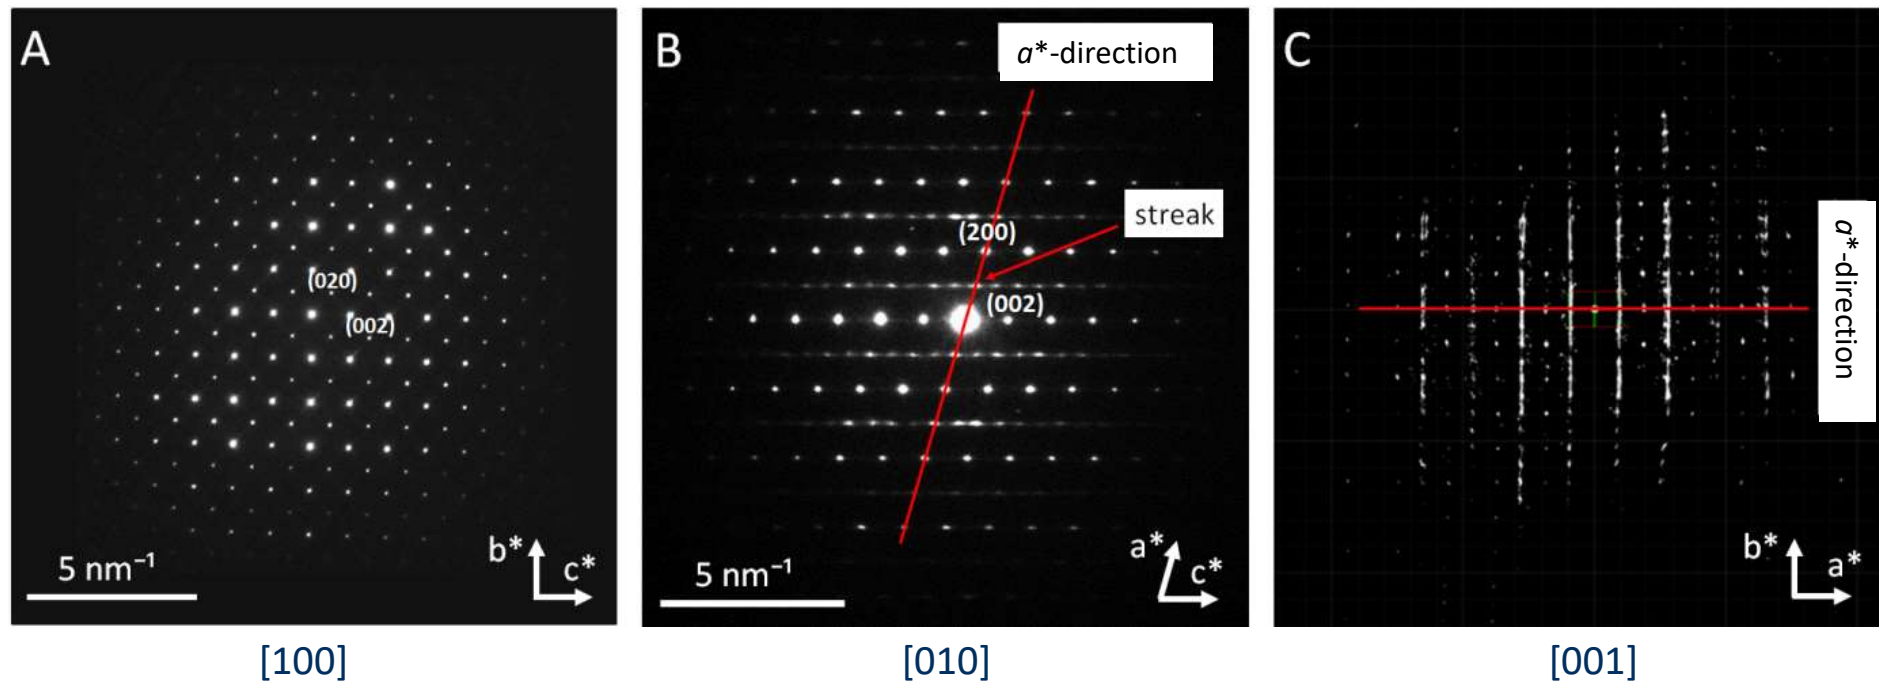 A
(020)
(002)
5 nm⁻¹
b*
c*
[100]
B
a*-direction
streak
(200)
(002)
5 nm⁻¹
a*
c*
[010]
C
a*-direction
b*
a*
[001]